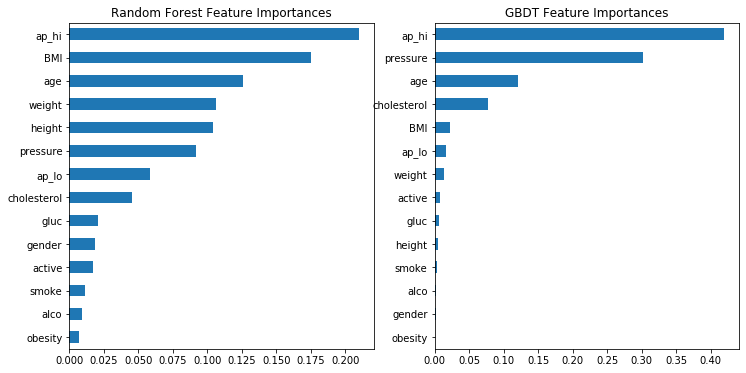 Random Forest Feature Importances
ap_hi
BMI
age
weight
height
pressure
ap_lo
cholesterol
gluc
gender
active
smoke
alco
obesity
0.000 0.025 0.050 0.075 0.100 0.125 0.150 0.175 0.200
GBDT Feature Importances
ap_hi
pressure
age
cholesterol
BMI
ap_lo
weight
active
gluc
height
smoke
alco
gender
obesity
0.00 0.05 0.10 0.15 0.20 0.25 0.30 0.35 0.40